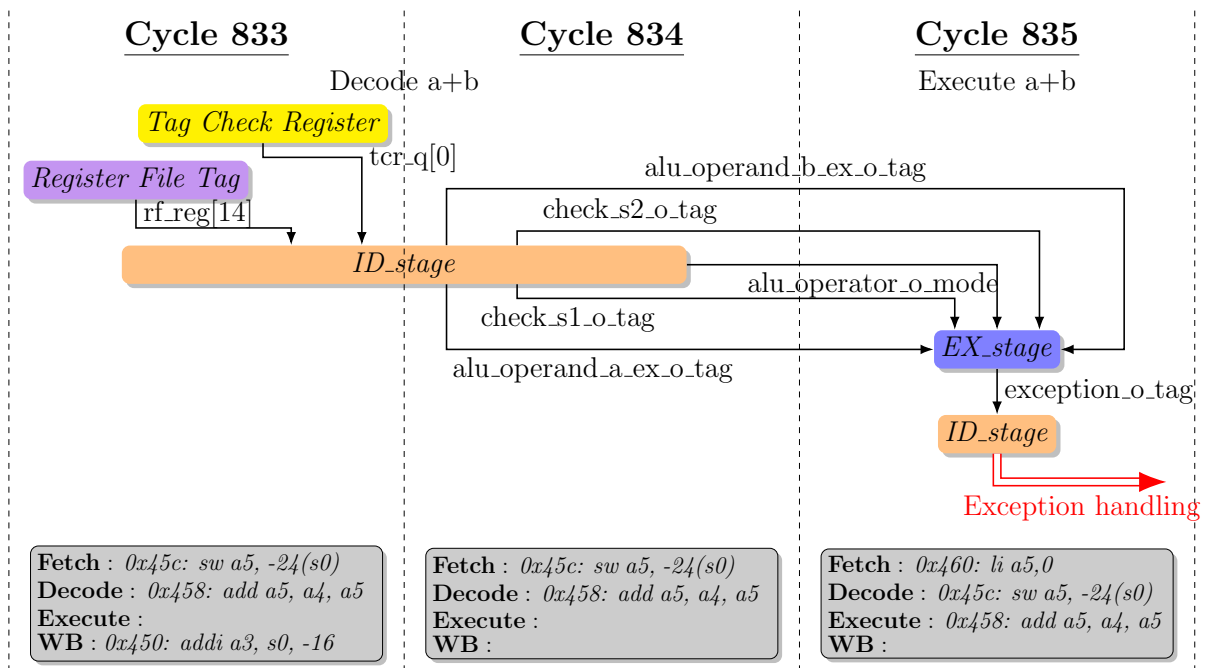 Cycle 833
Cycle 834
Cycle 835
Decode a+b
Execute a+b
Tag Check Register
tcr_q[0]
Register File Tag
rf_reg[14]
alu_operand_b_ex_o_tag
check_s2_o_tag
ID_stage
alu_operator_o_mode
check_s1_o_tag
EX_stage
alu_operand_a_ex_o_tag
exception_o_tag
ID_stage
Exception handling
Fetch : 0x45c: sw a5, -24(s0)
Decode : 0x458: add a5, a4, a5
Execute :
WB : 0x450: addi a3, s0, -16
Fetch : 0x45c: sw a5, -24(s0)
Decode : 0x458: add a5, a4, a5
Execute :
WB :
Fetch : 0x460: li a5,0
Decode : 0x45c: sw a5, -24(s0)
Execute : 0x458: add a5, a4, a5
WB :